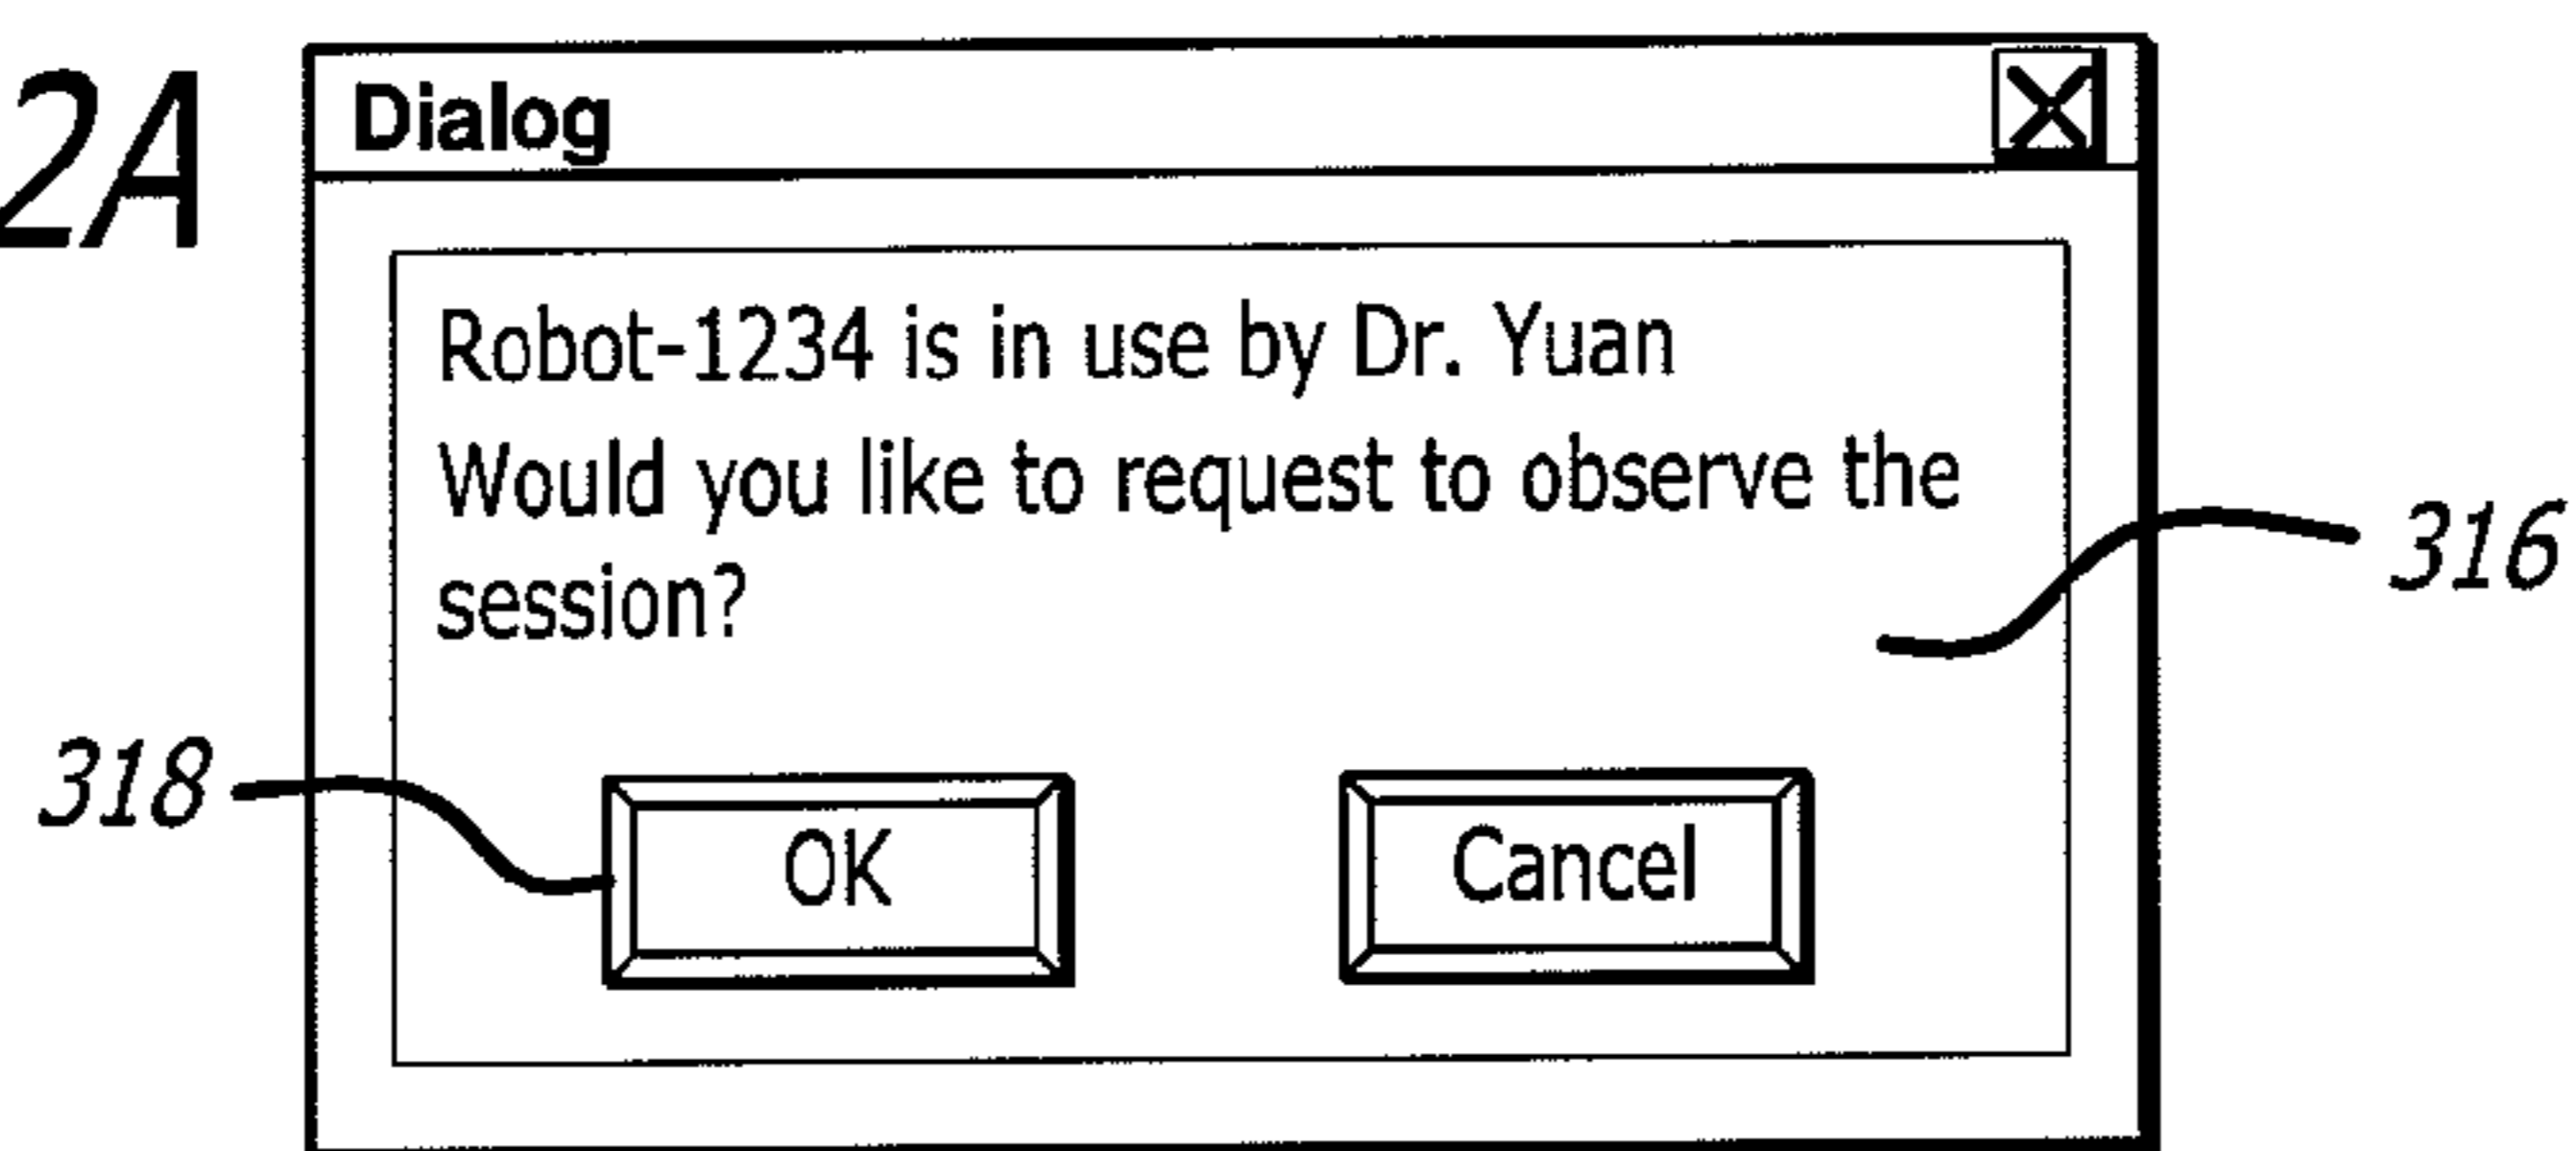 2A
Dialog
Robot-1234 is in use by Dr. Yuan
Would you like to request to observe the
session?
316
318
OK
Cancel